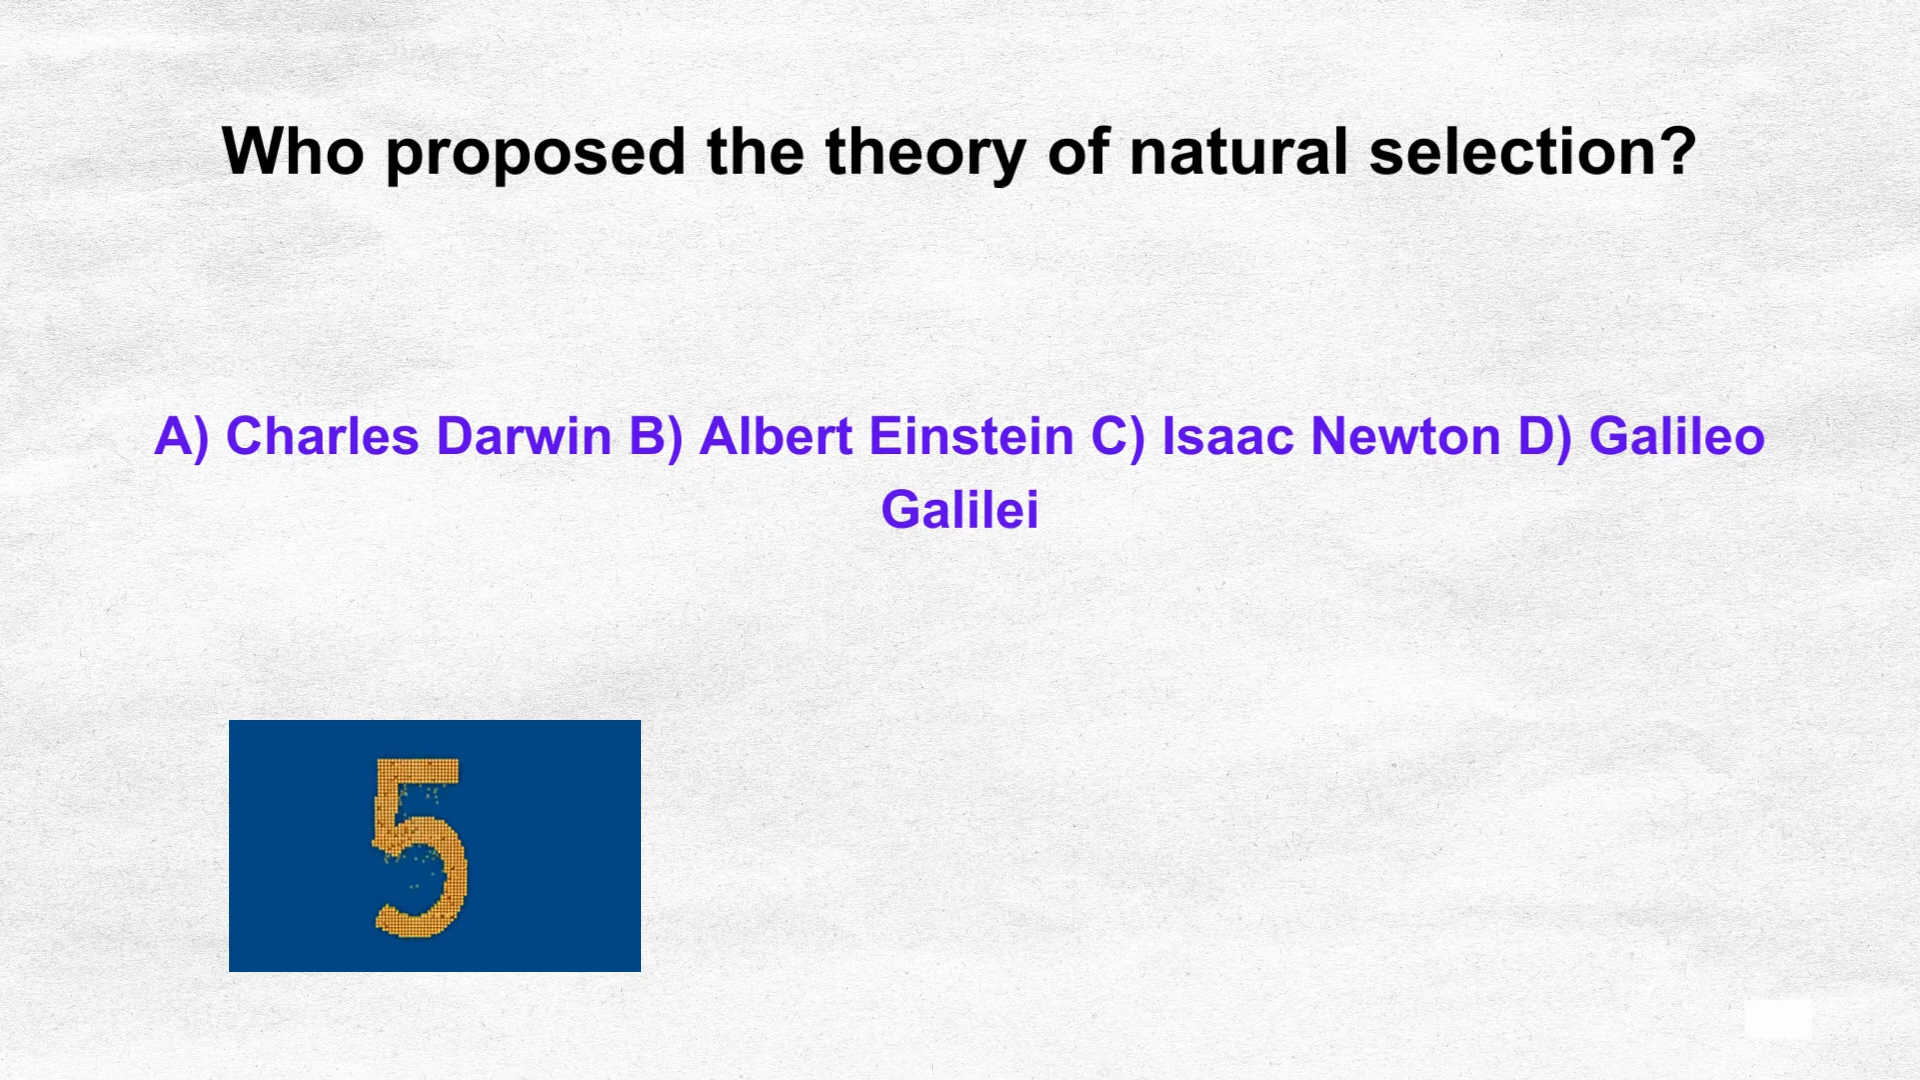 Who proposed the theory of natural selection?
A) Charles Darwin B) Albert Einstein C) Isaac Newton D) Galileo
Galilei
5